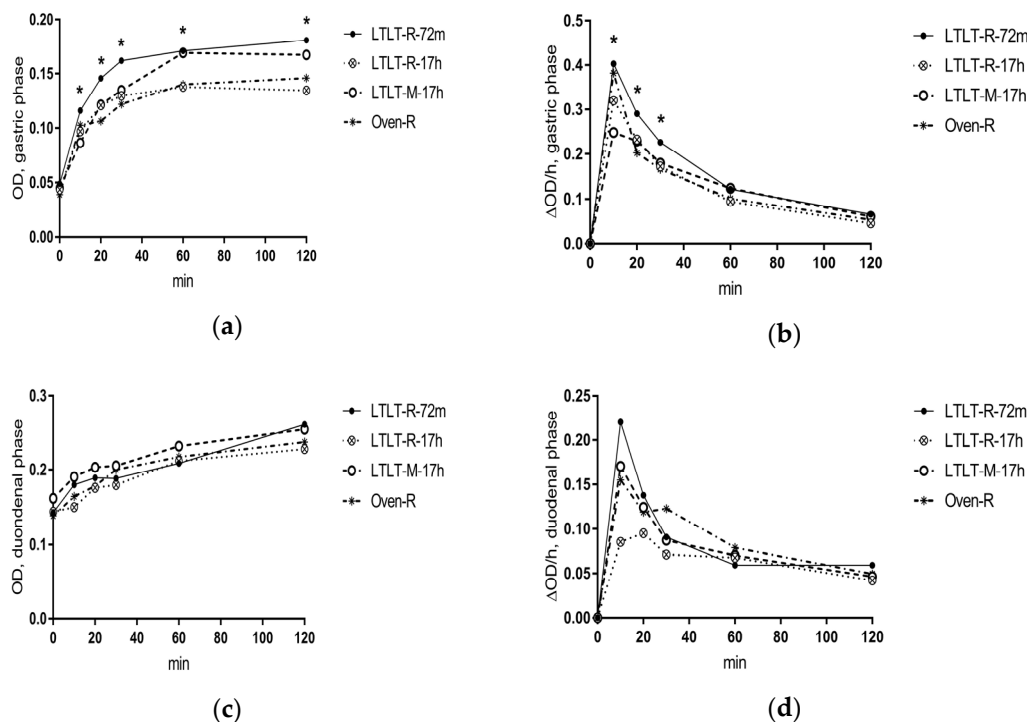 OD, gastric phase
0.20
0.15
0.10
0.05
0.00
* * * * *
0 20 40 60 80 100 120
min
LTLT-R-72m
LTLT-R-17h
LTLT-M-17h
Oven-R
(a)
ΔOD/h, gastric phase
0.5
0.4
0.3
0.2
0.1
0.0
* * *
0 20 40 60 80 100 120
min
LTLT-R-72m
LTLT-R-17h
LTLT-M-17h
Oven-R
(b)
OD, duondenal phase
0.3
0.2
0.1
0.0
0 20 40 60 80 100 120
min
LTLT-R-72m
LTLT-R-17h
LTLT-M-17h
Oven-R
(c)
ΔOD/h, duodenal phase
0.25
0.20
0.15
0.10
0.05
0.00
0 20 40 60 80 100 120
min
LTLT-R-72m
LTLT-R-17h
LTLT-M-17h
Oven-R
(d)